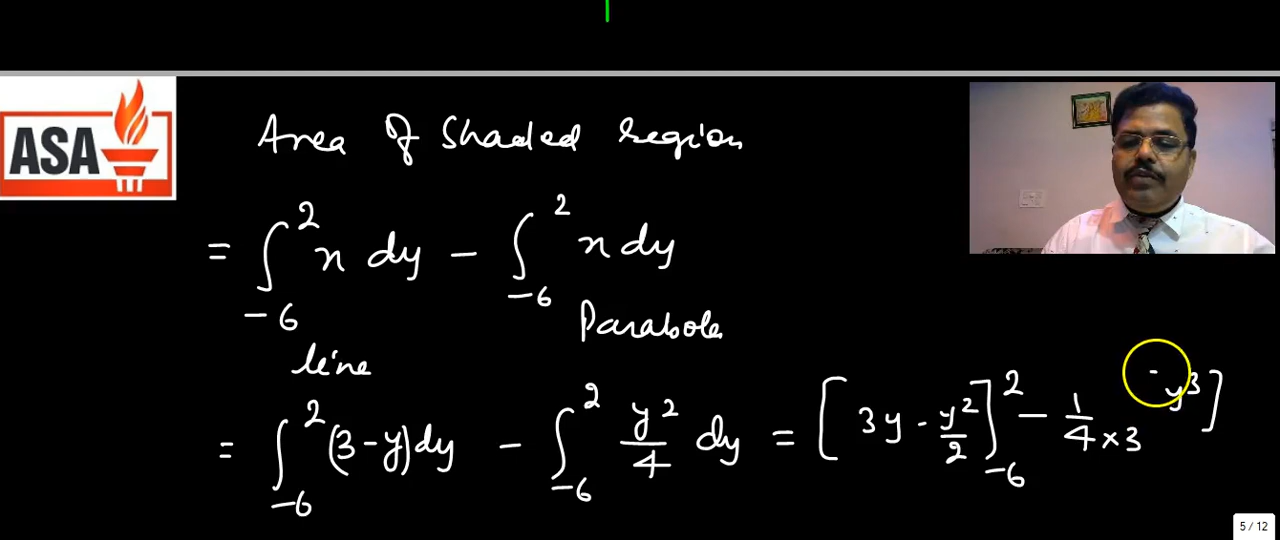 ASA
Area of Shaded region
= ∫_{-6}^{2} x dy - ∫_{-6}^{2} x dy
line
Parabola
= ∫_{-6}^{2} (3-y)dy - ∫_{-6}^{2} y²/4 dy = [3y - y²/2]_{-6}^{2} - 1/(4×3) y³]
5 / 12